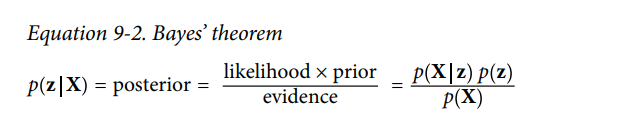 Equation 9-2. Bayes’ theorem
p(z|X) = posterior = likelihood × prior / evidence = p(X|z) p(z) / p(X)